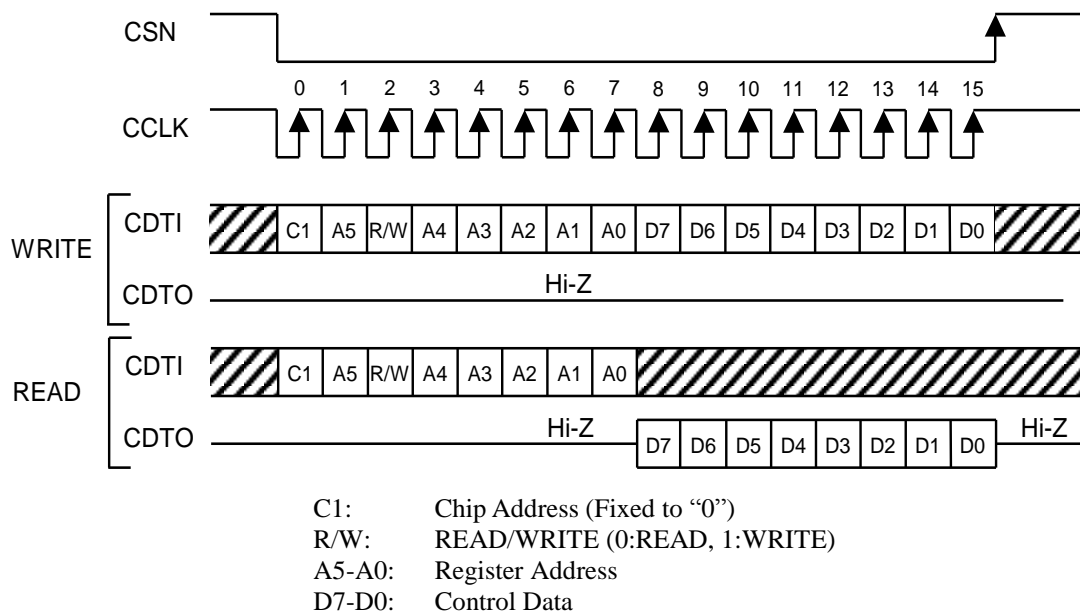 CSN
0 1 2 3 4 5 6 7 8 9 10 11 12 13 14 15
CCLK
WRITE
CDTI
C1 A5 R/W A4 A3 A2 A1 A0 D7 D6 D5 D4 D3 D2 D1 D0
Hi-Z
CDTO
READ
CDTI
C1 A5 R/W A4 A3 A2 A1 A0
CDTO
Hi-Z D7 D6 D5 D4 D3 D2 D1 D0 Hi-Z
C1: Chip Address (Fixed to “0”)
R/W: READ/WRITE (0:READ, 1:WRITE)
A5-A0: Register Address
D7-D0: Control Data